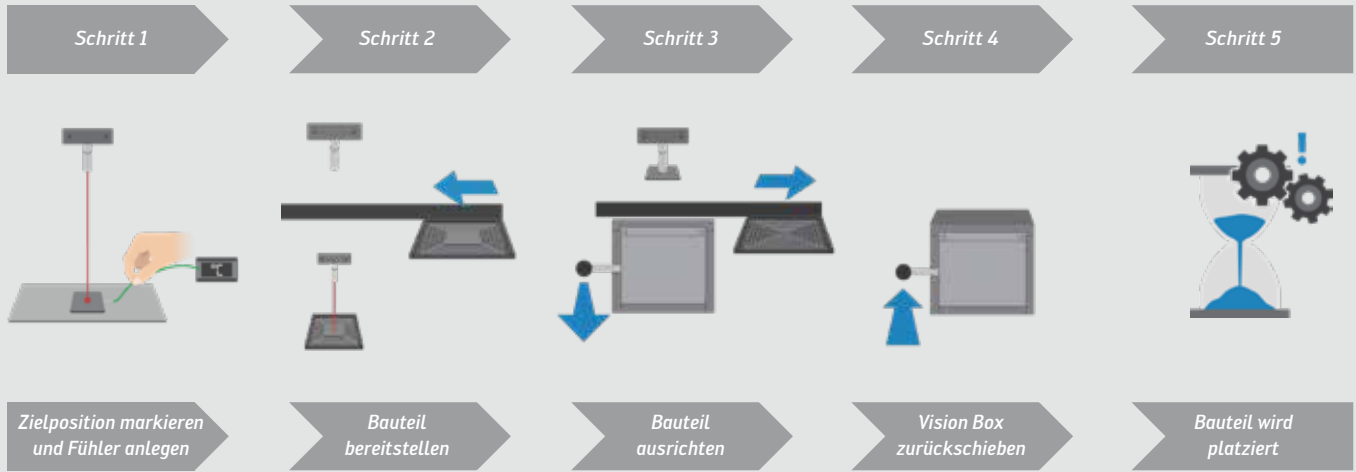 Schritt 1
Schritt 2
Schritt 3
Schritt 4
Schritt 5
°C
!
Zielposition markieren
und Fühler anlegen
Bauteil
bereitstellen
Bauteil
ausrichten
Vision Box
zurückschieben
Bauteil wird
platziert